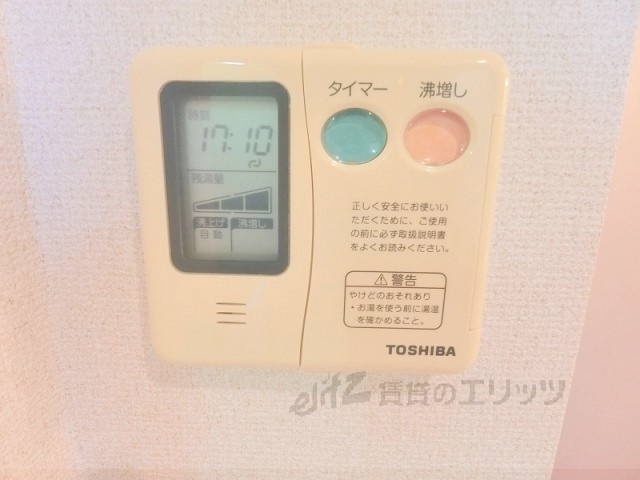 時刻
17:10
残湯量
沸上げ 沸増し
自動
タイマー 沸増し
正しく安全にお使いい
ただくために、ご使用
の前に必ず取扱説明書
をよくお読みください。
⚠警告
やけどのおそれあり
・お湯を使う前に湯温
を確かめること。
TOSHIBA
elitz 賃貸のエリッツ